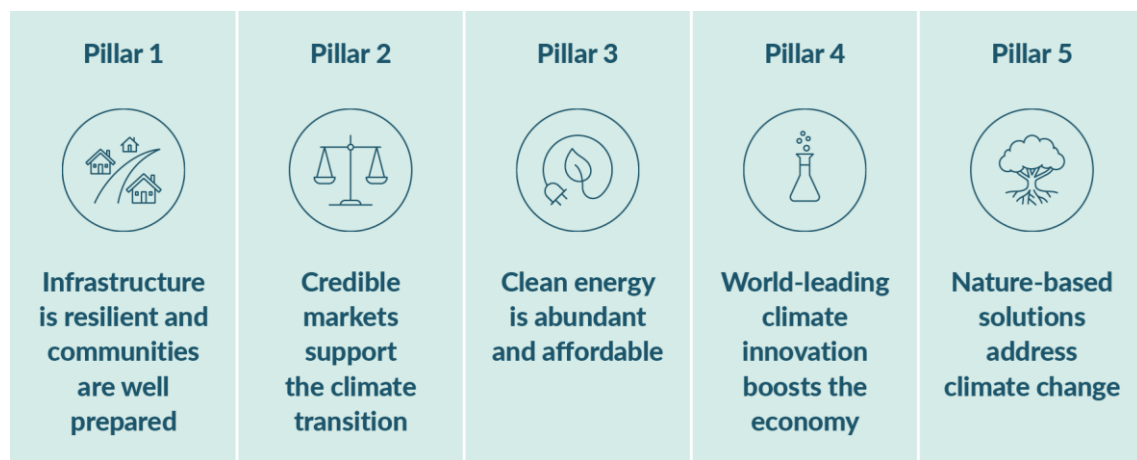 Pillar 1
Infrastructure
is resilient and
communities
are well
prepared
Pillar 2
Credible
markets
support
the climate
transition
Pillar 3
Clean energy
is abundant
and affordable
Pillar 4
World-leading
climate
innovation
boosts the
economy
Pillar 5
Nature-based
solutions
address
climate change